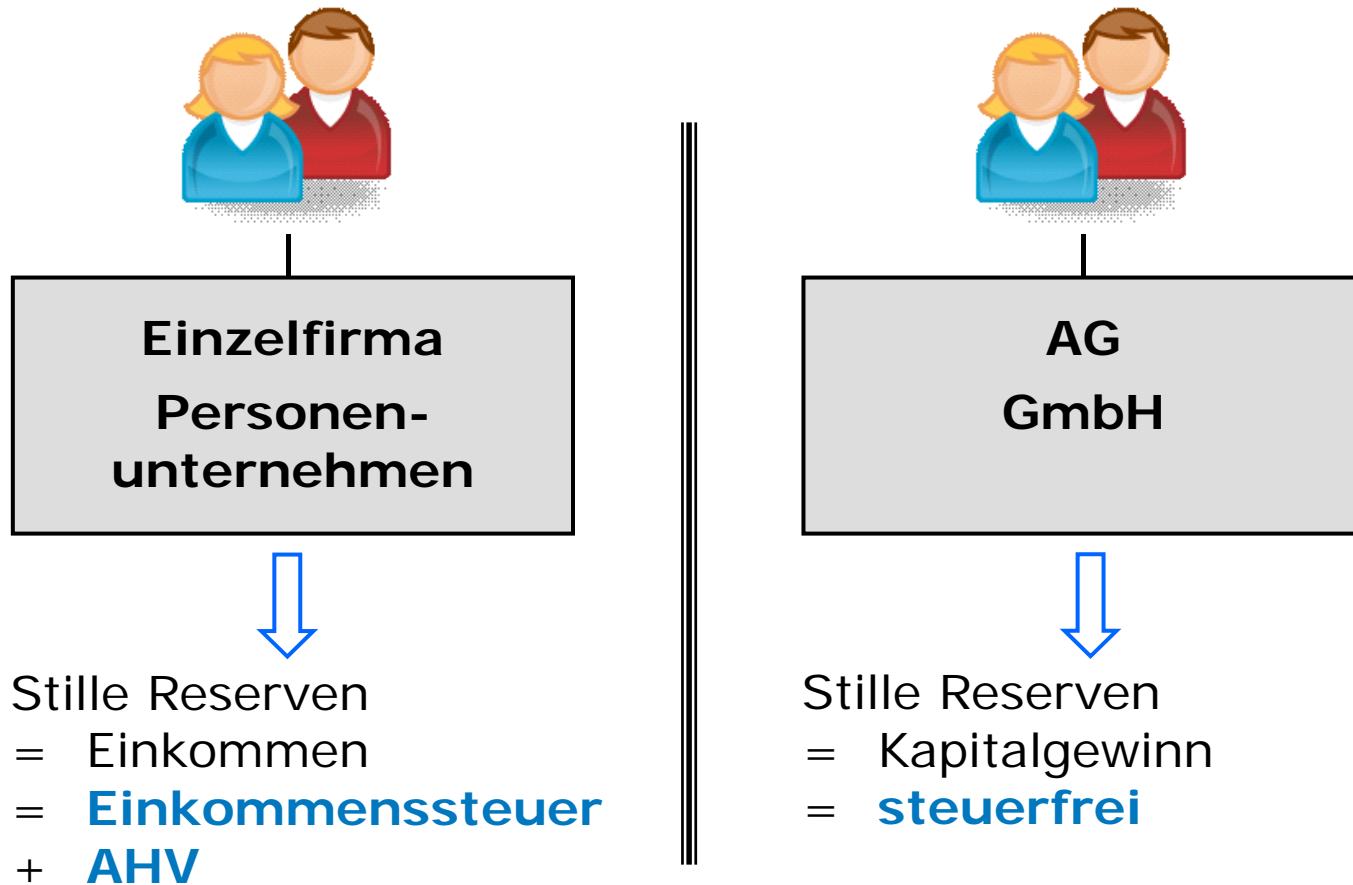 Einzelfirma
Personen-
unternehmen
Stille Reserven
= Einkommen
= Einkommenssteuer
+ AHV
AG
GmbH
Stille Reserven
= Kapitalgewinn
= steuerfrei